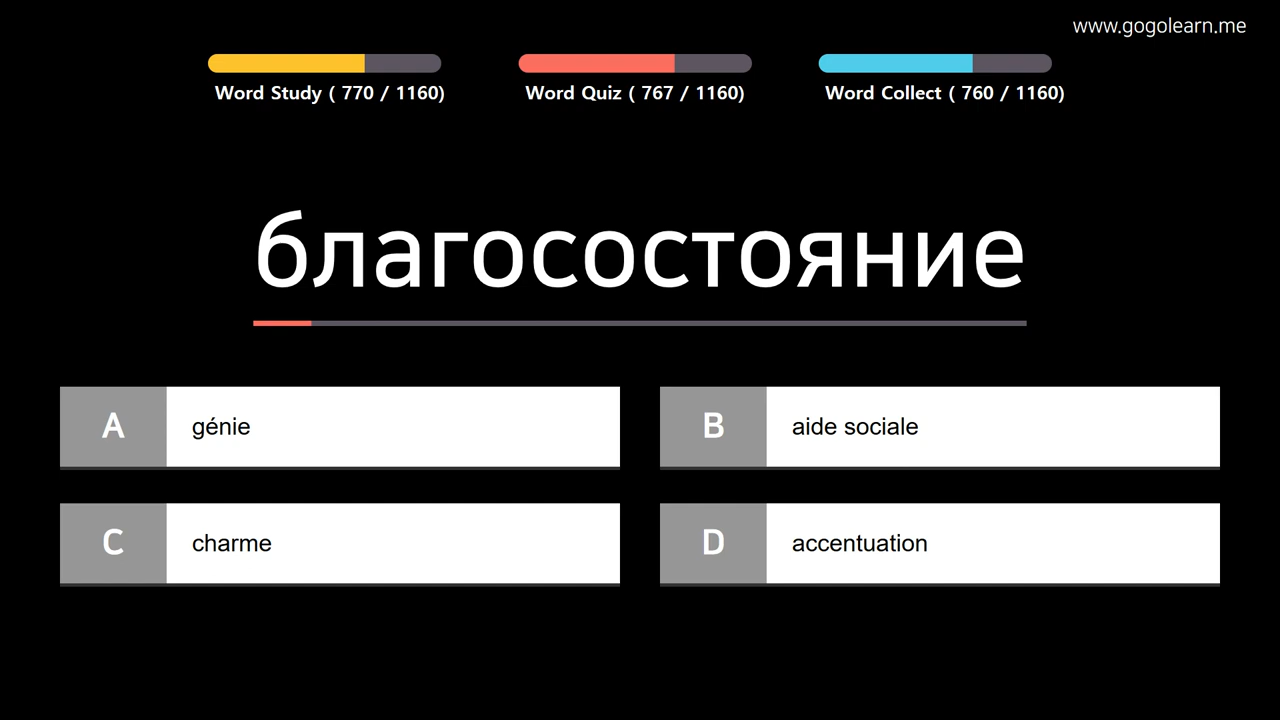 www.gogolearn.me
Word Study ( 770 / 1160)
Word Quiz ( 767 / 1160)
Word Collect ( 760 / 1160)
благосостояние
A génie
B aide sociale
C charme
D accentuation